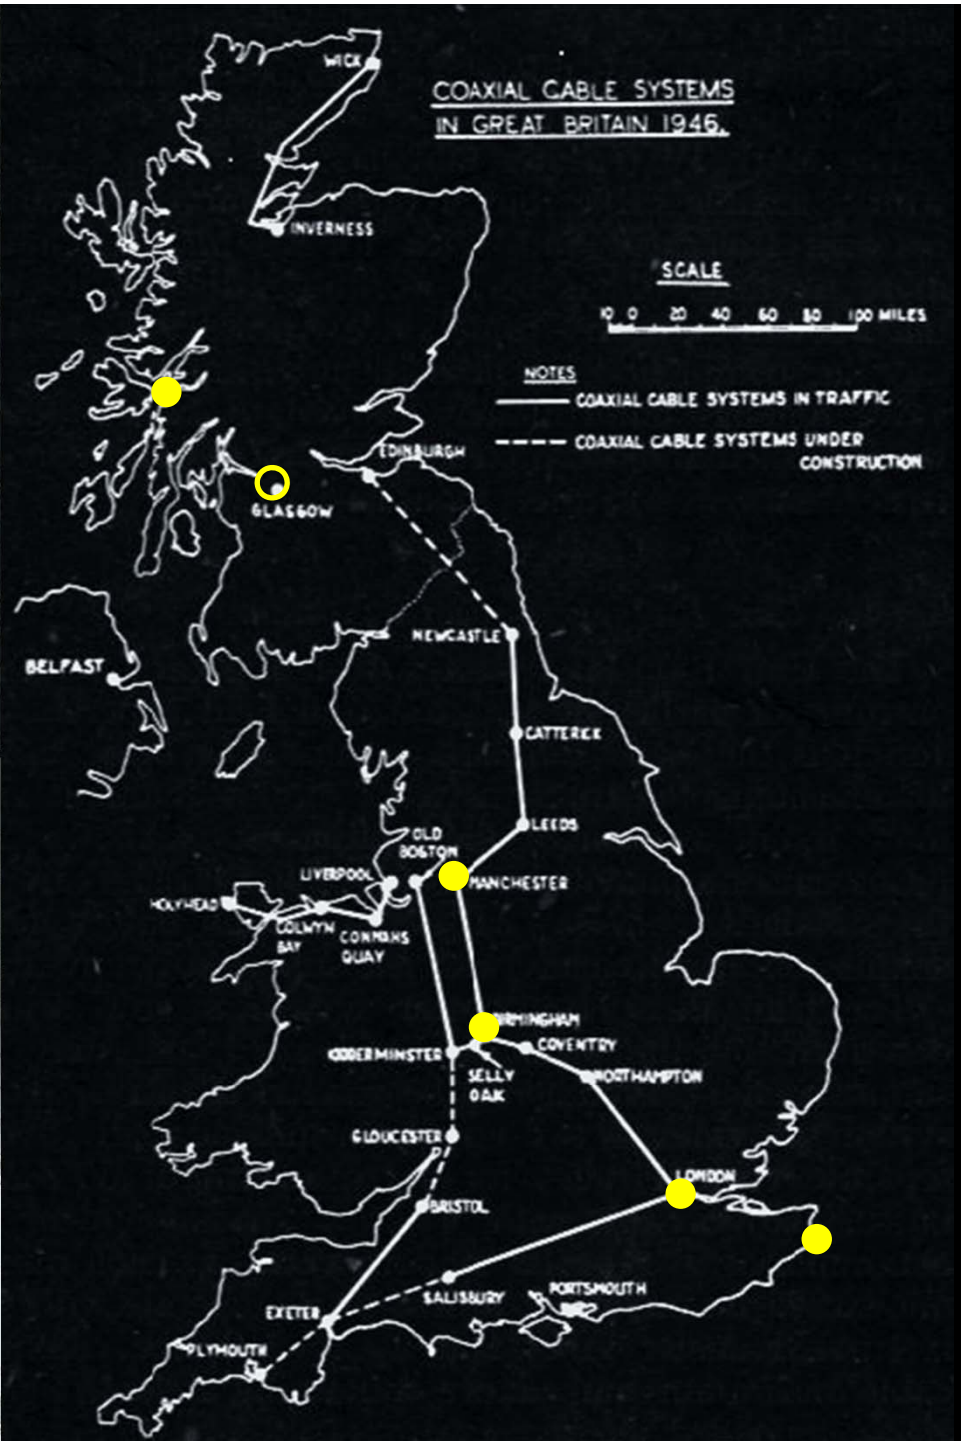 WICK
COAXIAL CABLE SYSTEMS
IN GREAT BRITAIN 1946.
INVERNESS
SCALE
10 0 20 40 60 80 100 MILES
NOTES
COAXIAL CABLE SYSTEMS IN TRAFFIC
COAXIAL CABLE SYSTEMS UNDER
CONSTRUCTION
EDINBURGH
GLASGOW
NEWCASTLE
BELFAST
CATTERICK
LEEDS
OLD
BOSTON
LIVERPOOL
MANCHESTER
HOLYHEAD
COLWYN
BAY
CONNAHS
QUAY
BIRMINGHAM
COVENTRY
KIDDERMINSTER
SELLY
OAK
NORTHAMPTON
GLOUCESTER
LONDON
BRISTOL
SALISBURY
PORTSMOUTH
EXETER
PLYMOUTH